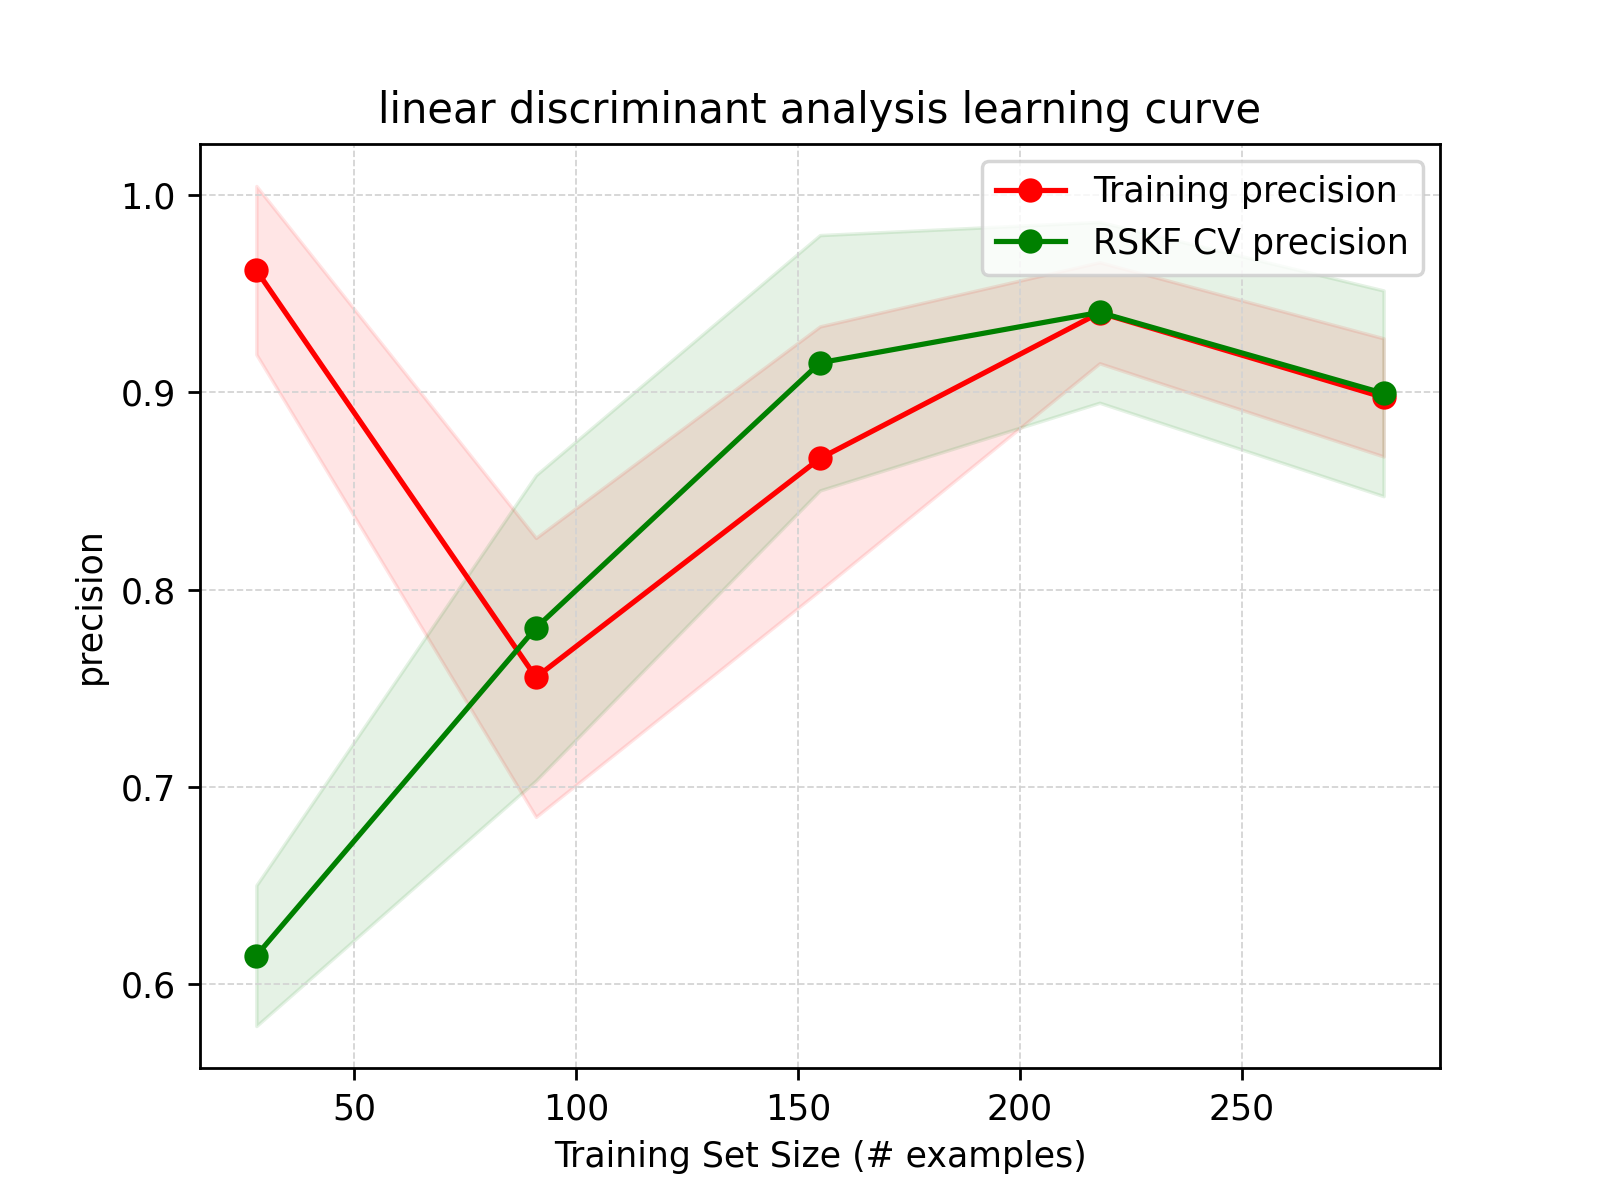 linear discriminant analysis learning curve
Training precision
RSKF CV precision
precision
1.0
0.9
0.8
0.7
0.6
50 100 150 200 250
Training Set Size (# examples)